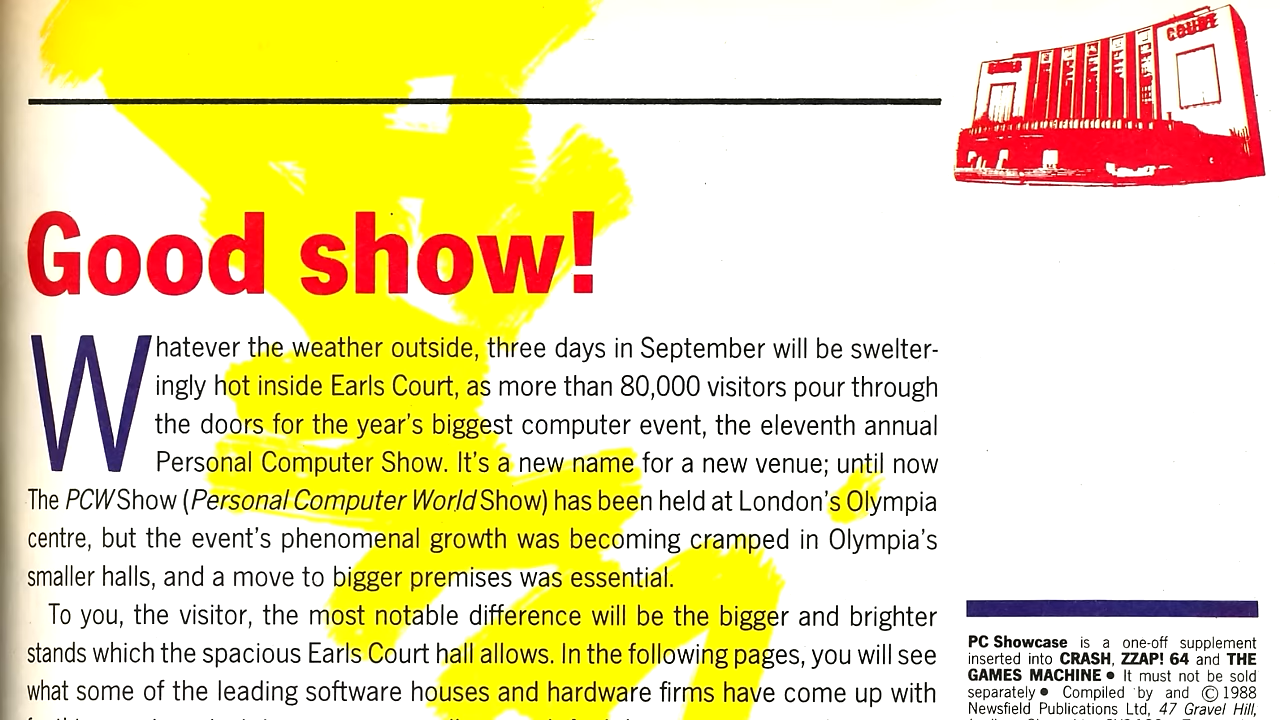 COURT
Good show!
Whatever the weather outside, three days in September will be swelter-
ingly hot inside Earls Court, as more than 80,000 visitors pour through
the doors for the year's biggest computer event, the eleventh annual
Personal Computer Show. It's a new name for a new venue; until now
The PCW Show (Personal Computer World Show) has been held at London's Olympia
centre, but the event's phenomenal growth was becoming cramped in Olympia's
smaller halls, and a move to bigger premises was essential.
To you, the visitor, the most notable difference will be the bigger and brighter
stands which the spacious Earls Court hall allows. In the following pages, you will see
what some of the leading software houses and hardware firms have come up with
PC Showcase is a one-off supplement
inserted into CRASH, ZZAP! 64 and THE
GAMES MACHINE ● It must not be sold
separately ● Compiled by and © 1988
Newsfield Publications Ltd, 47 Gravel Hill,